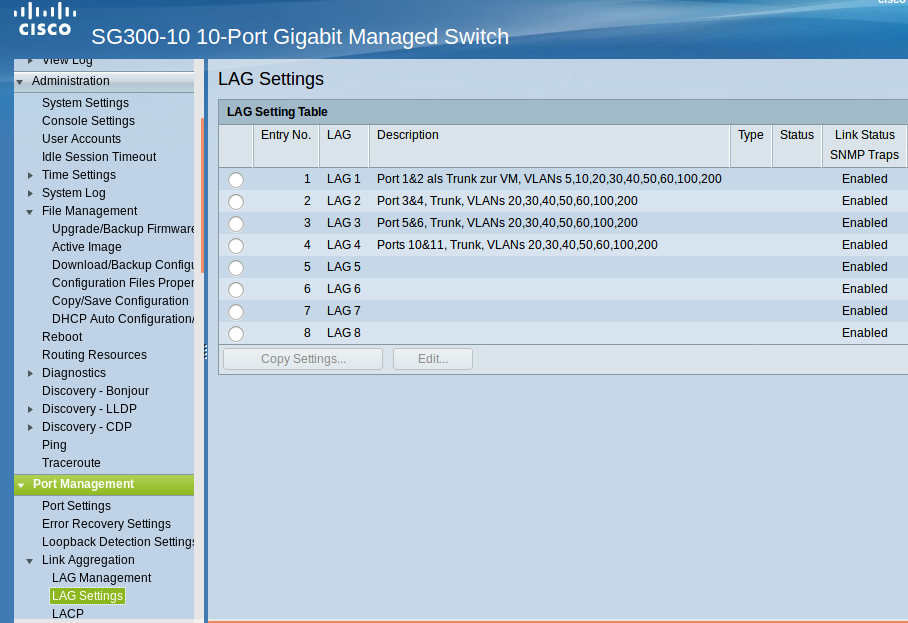 cisco
CISCO
SG300-10 10-Port Gigabit Managed Switch
View Log
Administration
System Settings
Console Settings
User Accounts
Idle Session Timeout
Time Settings
System Log
File Management
Upgrade/Backup Firmware
Active Image
Download/Backup Configu
Configuration Files Proper
Copy/Save Configuration
DHCP Auto Configuration/
Reboot
Routing Resources
Diagnostics
Discovery - Bonjour
Discovery - LLDP
Discovery - CDP
Ping
Traceroute
Port Management
Port Settings
Error Recovery Settings
Loopback Detection Settings
Link Aggregation
LAG Management
LAG Settings
LACP
LAG Settings
LAG Setting Table
Entry No. LAG Description Type Status Link Status
SNMP Traps
1 LAG 1 Port 1&2 als Trunk zur VM, VLANs 5,10,20,30,40,50,60,100,200 Enabled
2 LAG 2 Port 3&4, Trunk, VLANs 20,30,40,50,60,100,200 Enabled
3 LAG 3 Port 5&6, Trunk, VLANs 20,30,40,50,60,100,200 Enabled
4 LAG 4 Ports 10&11, Trunk, VLANs 20,30,40,50,60,100,200 Enabled
5 LAG 5 Enabled
6 LAG 6 Enabled
7 LAG 7 Enabled
8 LAG 8 Enabled
Copy Settings... Edit...